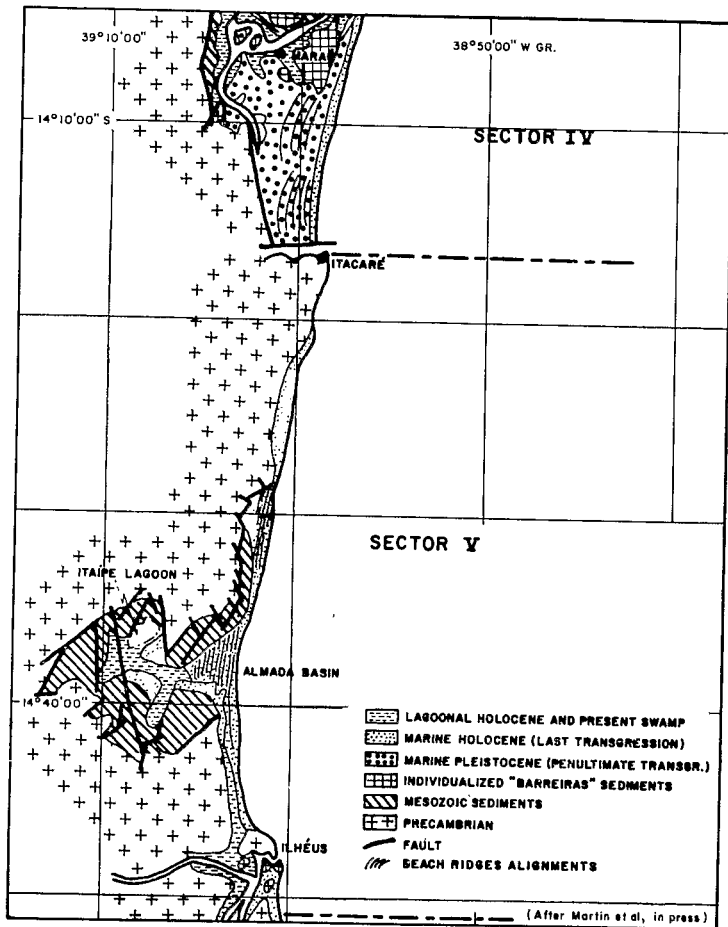 39°10'00"
38°50'00" W GR.
14°10'00" S
SECTOR IV
ITACARÉ
SECTOR V
ITAÍPE LAGOON
ALMADA BASIN
14°40'00"
LAGOONAL HOLOCENE AND PRESENT SWAMP
MARINE HOLOCENE (LAST TRANSGRESSION)
MARINE PLEISTOCENE (PENULTIMATE TRANSGR.)
INDIVIDUALIZED "BARREIRAS" SEDIMENTS
MESOZOIC SEDIMENTS
PRECAMBRIAN
FAULT
BEACH RIDGES ALIGNMENTS
ILHÉUS
(After Martin et al, in press)